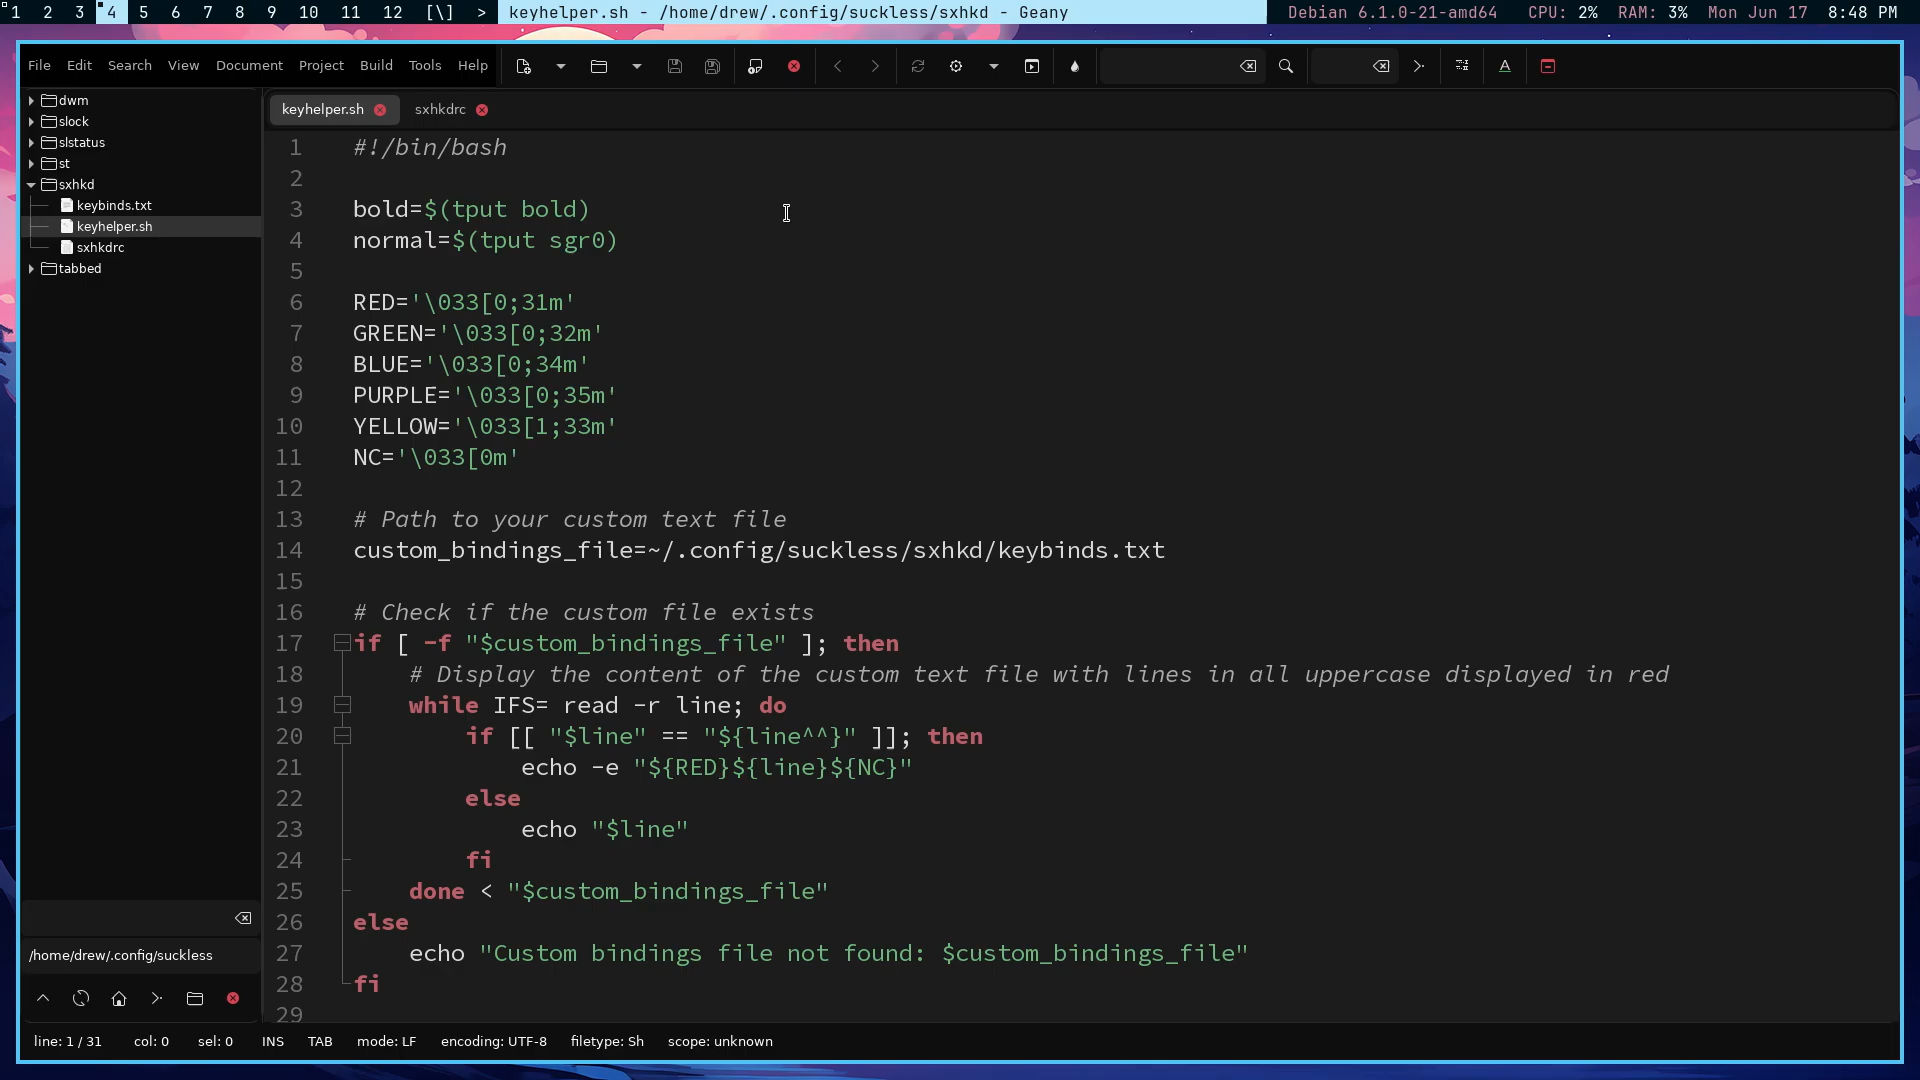 1 2 3 4 5 6 7 8 9 10 11 12 [\] > keyhelper.sh - /home/drew/.config/suckless/sxhkd - Geany Debian 6.1.0-21-amd64 CPU: 2% RAM: 3% Mon Jun 17 8:48 PM
File Edit Search View Document Project Build Tools Help
dwm
slock
slstatus
st
sxhkd
keybinds.txt
keyhelper.sh
sxhkdrc
tabbed
/home/drew/.config/suckless
keyhelper.sh sxhkdrc
1 #!/bin/bash
2
3 bold=$(tput bold)
4 normal=$(tput sgr0)
5
6 RED='\033[0;31m'
7 GREEN='\033[0;32m'
8 BLUE='\033[0;34m'
9 PURPLE='\033[0;35m'
10 YELLOW='\033[1;33m'
11 NC='\033[0m'
12
13 # Path to your custom text file
14 custom_bindings_file=~/.config/suckless/sxhkd/keybinds.txt
15
16 # Check if the custom file exists
17 if [ -f "$custom_bindings_file" ]; then
18     # Display the content of the custom text file with lines in all uppercase displayed in red
19     while IFS= read -r line; do
20         if [[ "$line" == "${line^^}" ]]; then
21             echo -e "${RED}${line}${NC}"
22         else
23             echo "$line"
24         fi
25     done < "$custom_bindings_file"
26 else
27     echo "Custom bindings file not found: $custom_bindings_file"
28 fi
29
line: 1 / 31 col: 0 sel: 0 INS TAB mode: LF encoding: UTF-8 filetype: Sh scope: unknown